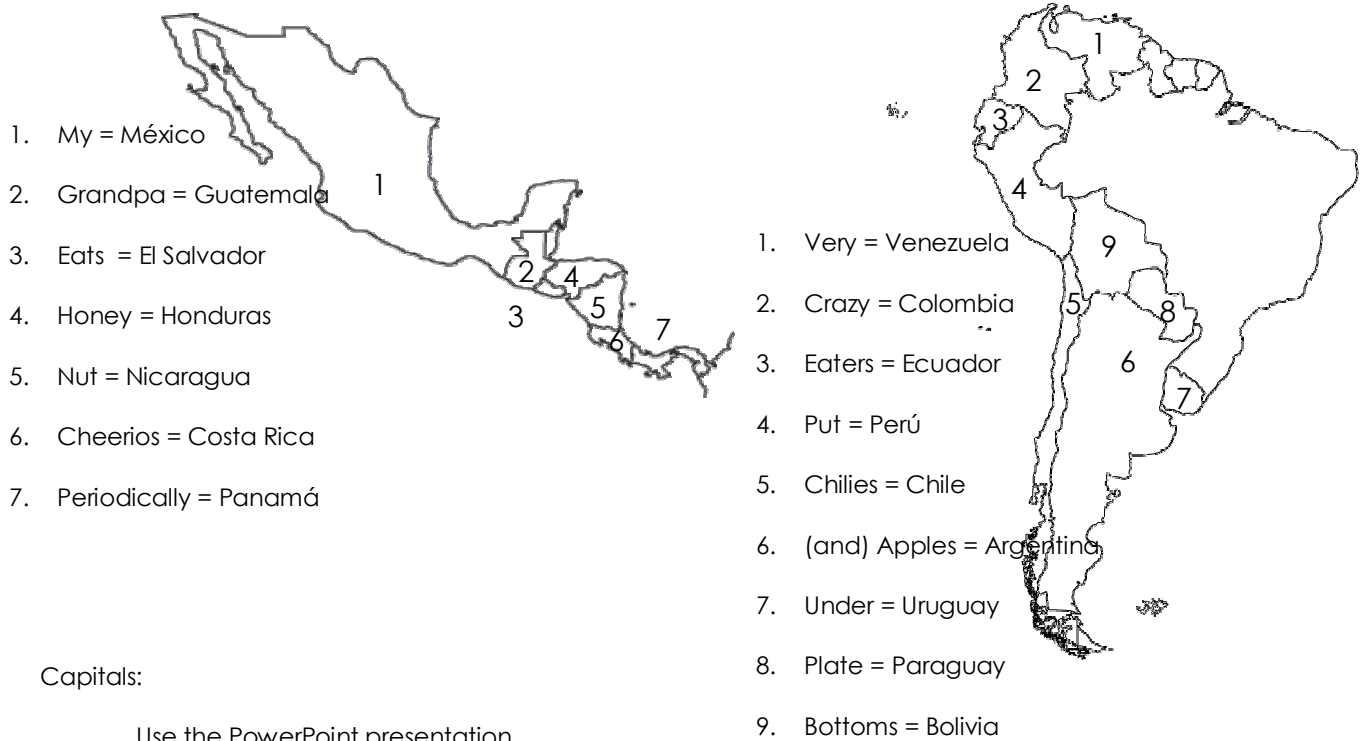 1. My = México
2. Grandpa = Guatemala
3. Eats = El Salvador
4. Honey = Honduras
5. Nut = Nicaragua
6. Cheerios = Costa Rica
7. Periodically = Panamá
1
2
3
4
5
6
7
Capitals:
Use the PowerPoint presentation
1. Very = Venezuela
2. Crazy = Colombia
3. Eaters = Ecuador
4. Put = Perú
5. Chilies = Chile
6. (and) Apples = Argentina
7. Under = Uruguay
8. Plate = Paraguay
9. Bottoms = Bolivia
1
2
3
4
9
5
8
6
7